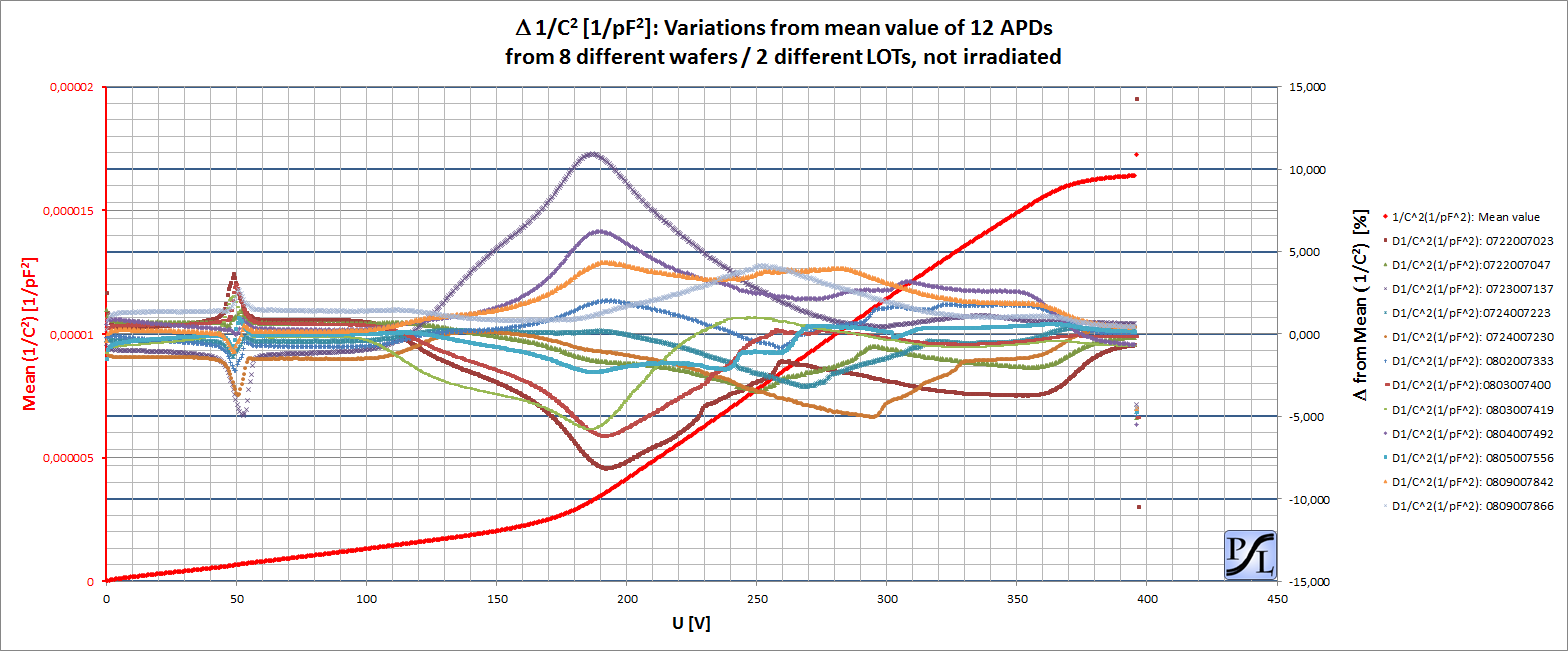 Δ 1/C² [1/pF²]: Variations from mean value of 12 APDs
from 8 different wafers / 2 different LOTs, not irradiated
Mean (1/C²) [1/pF²]
0,00002
0,000015
0,00001
0,000005
0
15,000
10,000
5,000
0,000
-5,000
-10,000
-15,000
Δ from Mean ( 1/C²) [%]
0 50 100 150 200 250 300 350 400 450
U [V]
1/C^2(1/pF^2): Mean value
D1/C^2(1/pF^2): 0722007023
D1/C^2(1/pF^2): 0722007047
D1/C^2(1/pF^2): 0723007137
D1/C^2(1/pF^2): 0724007223
D1/C^2(1/pF^2): 0724007230
D1/C^2(1/pF^2): 0802007333
D1/C^2(1/pF^2):0803007400
D1/C^2(1/pF^2): 0803007419
D1/C^2(1/pF^2): 0804007492
D1/C^2(1/pF^2): 0805007556
D1/C^2(1/pF^2): 0809007842
D1/C^2(1/pF^2): 0809007866